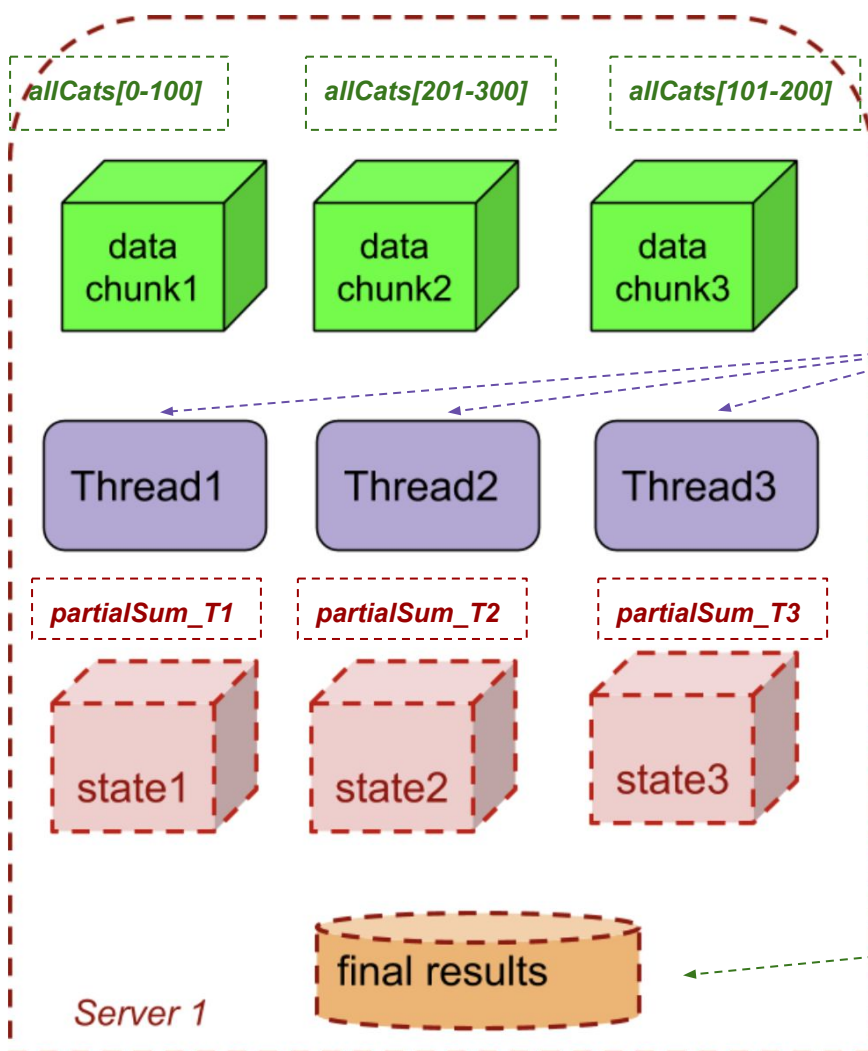 allCats[0-100]
allCats[201-300]
allCats[101-200]
data
chunk1
data
chunk2
data
chunk3
Thread1
Thread2
Thread3
partialSum_T1
partialSum_T2
partialSum_T3
state1
state2
state3
final results
Server 1